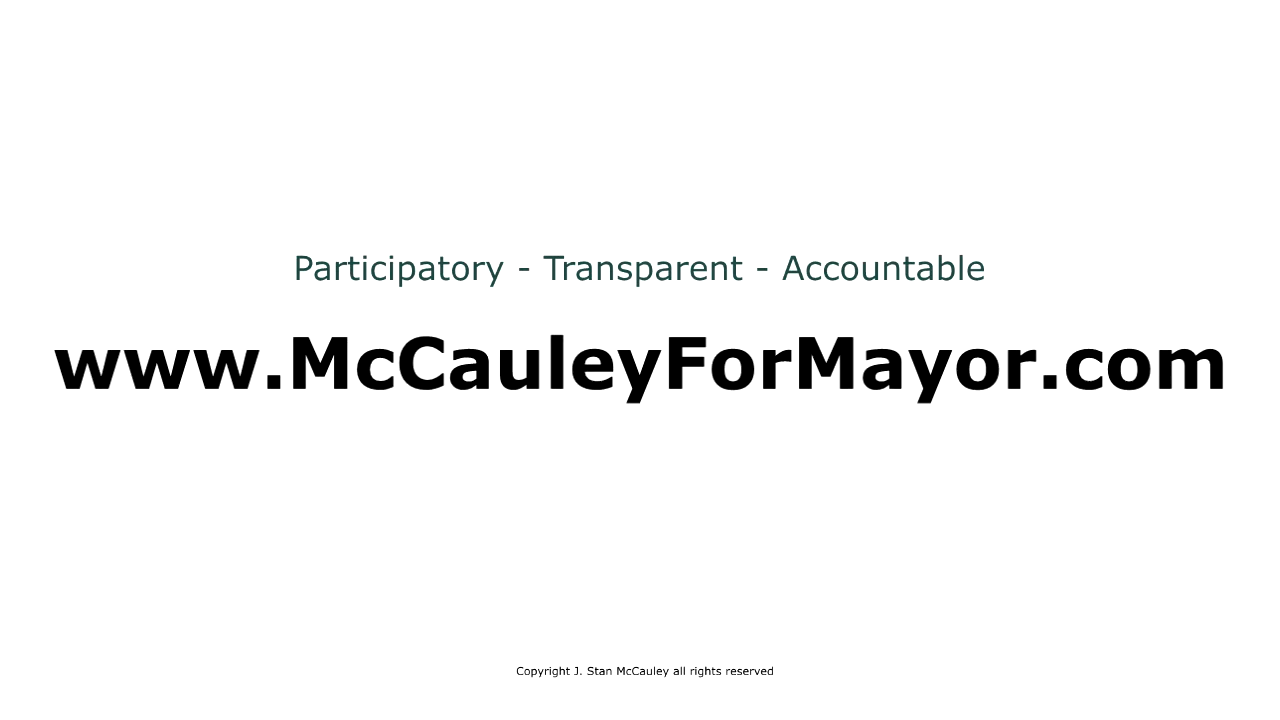 Participatory - Transparent - Accountable
www.McCauleyForMayor.com
Copyright J. Stan McCauley all rights reserved